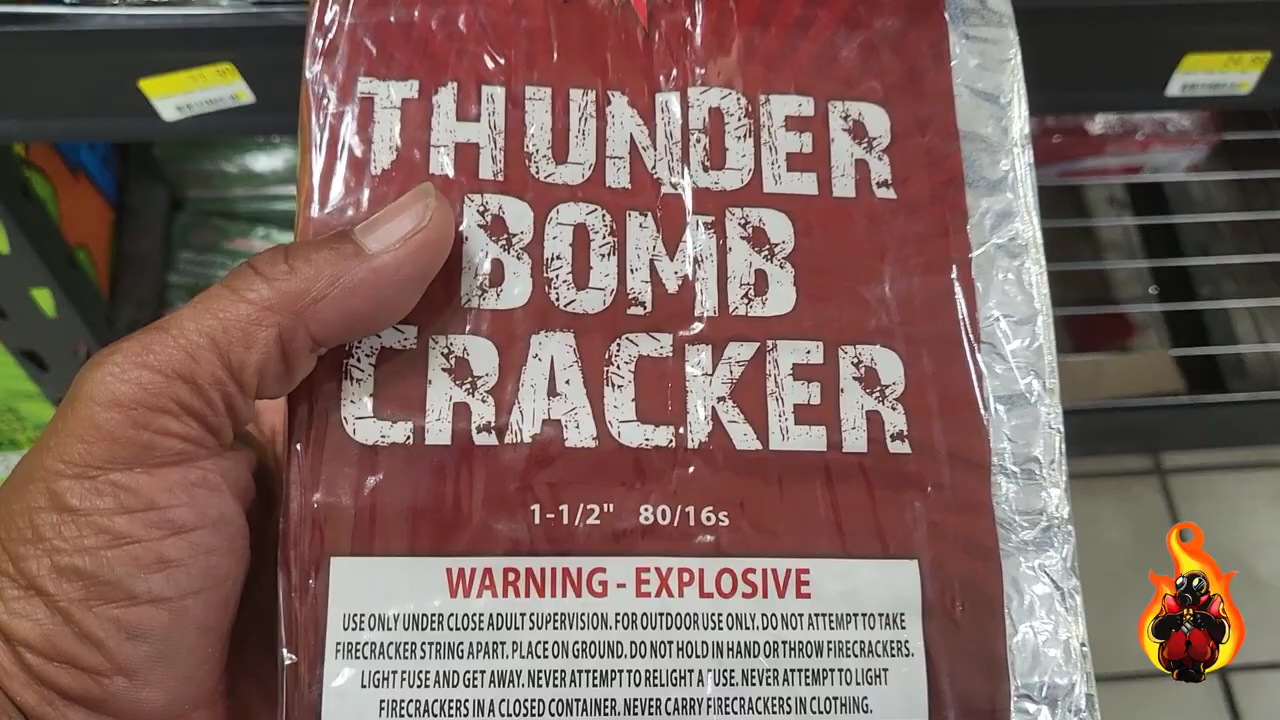 THUNDER
BOMB
CRACKER
1-1/2" 80/16s
WARNING - EXPLOSIVE
USE ONLY UNDER CLOSE ADULT SUPERVISION. FOR OUTDOOR USE ONLY. DO NOT ATTEMPT TO TAKE
FIRECRACKER STRING APART. PLACE ON GROUND. DO NOT HOLD IN HAND OR THROW FIRECRACKERS.
LIGHT FUSE AND GET AWAY. NEVER ATTEMPT TO RELIGHT A FUSE. NEVER ATTEMPT TO LIGHT
FIRECRACKERS IN A CLOSED CONTAINER. NEVER CARRY FIRECRACKERS IN CLOTHING.